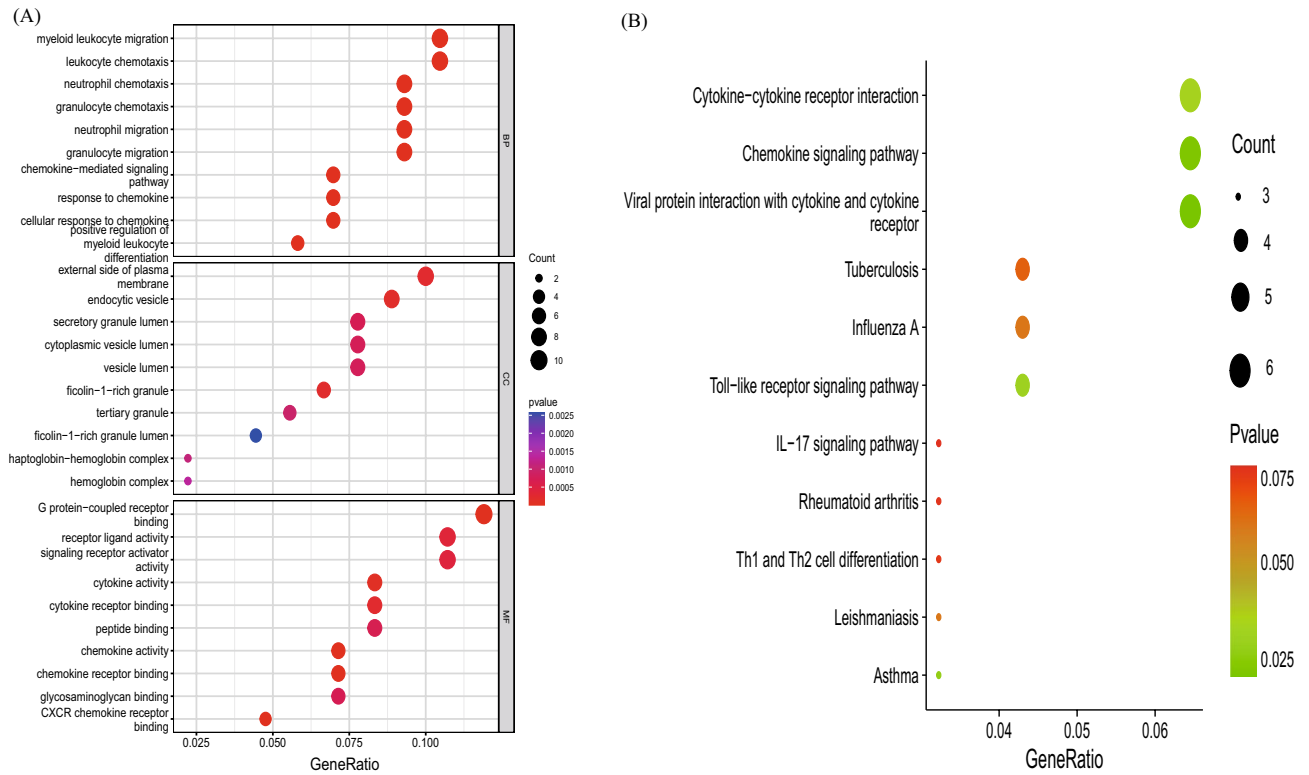 (A)
myeloid leukocyte migration
leukocyte chemotaxis
neutrophil chemotaxis
granulocyte chemotaxis
neutrophil migration
granulocyte migration
chemokine−mediated signaling
pathway
response to chemokine
cellular response to chemokine
positive regulation of
myeloid leukocyte
differentiation
BP
external side of plasma
membrane
endocytic vesicle
secretory granule lumen
cytoplasmic vesicle lumen
vesicle lumen
ficolin−1−rich granule
tertiary granule
ficolin−1−rich granule lumen
haptoglobin−hemoglobin complex
hemoglobin complex
CC
G protein−coupled receptor
binding
receptor ligand activity
signaling receptor activator
activity
cytokine activity
cytokine receptor binding
peptide binding
chemokine activity
chemokine receptor binding
glycosaminoglycan binding
CXCR chemokine receptor
binding
MF
0.025 0.050 0.075 0.100
GeneRatio
Count
2
4
6
8
10
pvalue
0.0025
0.0020
0.0015
0.0010
0.0005
(B)
Cytokine−cytokine receptor interaction
Chemokine signaling pathway
Viral protein interaction with cytokine and cytokine
receptor
Tuberculosis
Influenza A
Toll−like receptor signaling pathway
IL−17 signaling pathway
Rheumatoid arthritis
Th1 and Th2 cell differentiation
Leishmaniasis
Asthma
0.04 0.05 0.06
GeneRatio
Count
3
4
5
6
Pvalue
0.075
0.050
0.025